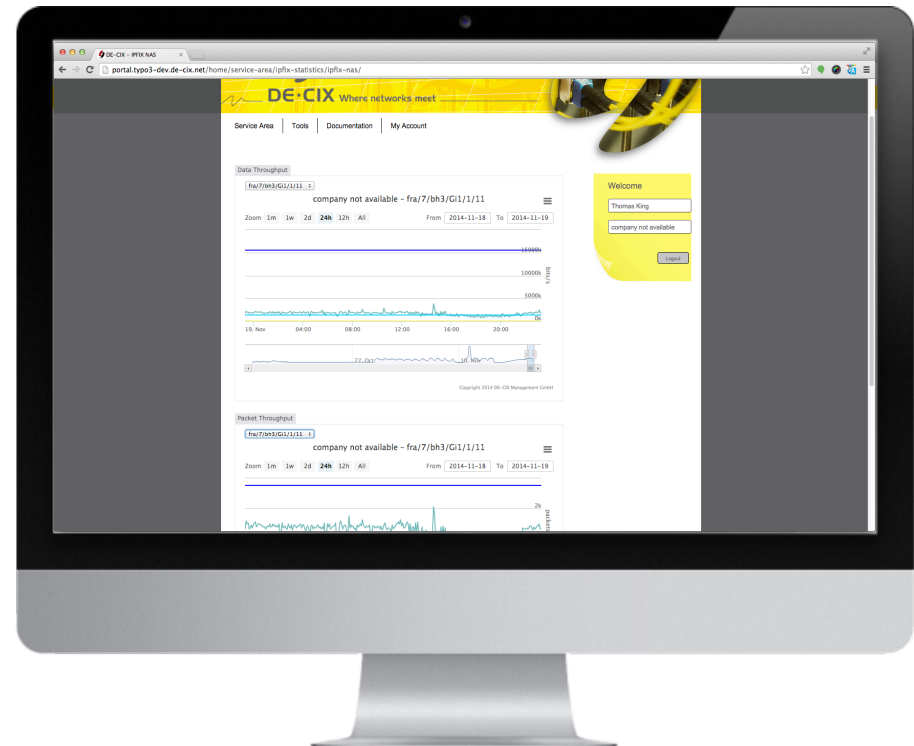 DE-CIX - IPFIX NAS
portal.typo3-dev.de-cix.net/home/service-area/ipfix-statistics/ipfix-nas/
DE-CIX Where networks meet
Service Area Tools Documentation My Account
Data Throughput
fra/7/bh3/Gi1/1/11
company not available - fra/7/bh3/Gi1/1/11
Zoom 1m 1w 2d 24h 12h All From 2014-11-18 To 2014-11-19
15000k
10000k
5000k
0k
bits/s
19. Nov 04:00 08:00 12:00 16:00 20:00
27. Oct 10. Nov
Copyright 2014 DE-CIX Management GmbH
Packet Throughput
fra/7/bh3/Gi1/1/11
company not available - fra/7/bh3/Gi1/1/11
Zoom 1m 1w 2d 24h 12h All From 2014-11-18 To 2014-11-19
2k
Welcome
Thomas King
company not available
Logout